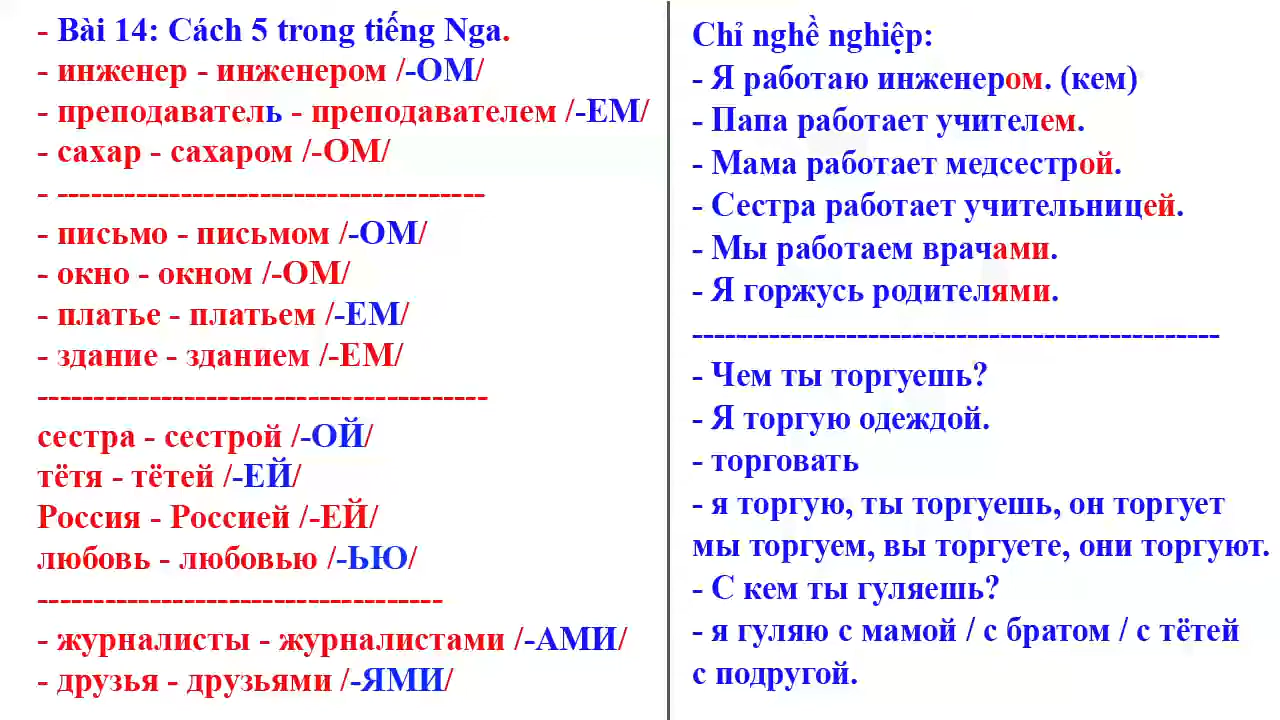 - Bài 14: Cách 5 trong tiếng Nga.
- инженер - инженером /-ОМ/
- преподаватель - преподавателем /-ЕМ/
- сахар - сахаром /-ОМ/
- --------------------------------------
- письмо - письмом /-ОМ/
- окно - окном /-ОМ/
- платье - платьем /-ЕМ/
- здание - зданием /-ЕМ/
----------------------------------------
сестра - сестрой /-ОЙ/
тётя - тётей /-ЕЙ/
Россия - Россией /-ЕЙ/
любовь - любовью /-ЬЮ/
------------------------------------
- журналисты - журналистами /-АМИ/
- друзья - друзьями /-ЯМИ/
Chỉ nghề nghiệp:
- Я работаю инженером. (кем)
- Папа работает учителем.
- Мама работает медсестрой.
- Сестра работает учительницей.
- Мы работаем врачами.
- Я горжусь родителями.
-----------------------------------------------
- Чем ты торгуешь?
- Я торгую одеждой.
- торговать
- я торгую, ты торгуешь, он торгует
мы торгуем, вы торгуете, они торгуют.
- С кем ты гуляешь?
- я гуляю с мамой / с братом / с тётей
с подругой.